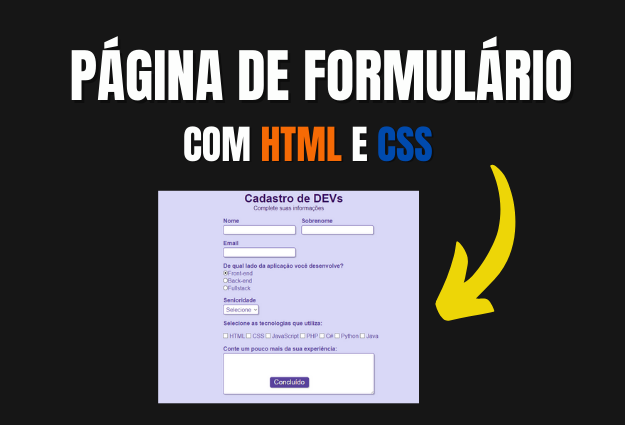 PÁGINA DE FORMULÁRIO
COM HTML E CSS
Cadastro de DEVs
Complete suas informações
Nome Sobrenome
Email
De qual lado da aplicação você desenvolve?
Front-end
Back-end
Fullstack
Senioridade
Selecione
Selecione as tecnologias que utiliza:
HTML CSS JavaScript PHP C# Python Java
Conte um pouco mais da sua experiência:
Concluído